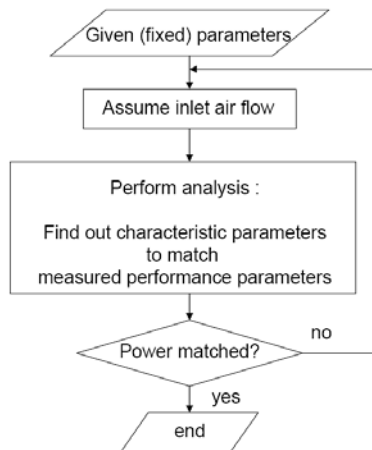 Given (fixed) parameters
Assume inlet air flow
Perform analysis :
Find out characteristic parameters
to match
measured performance parameters
Power matched?
no
yes
end